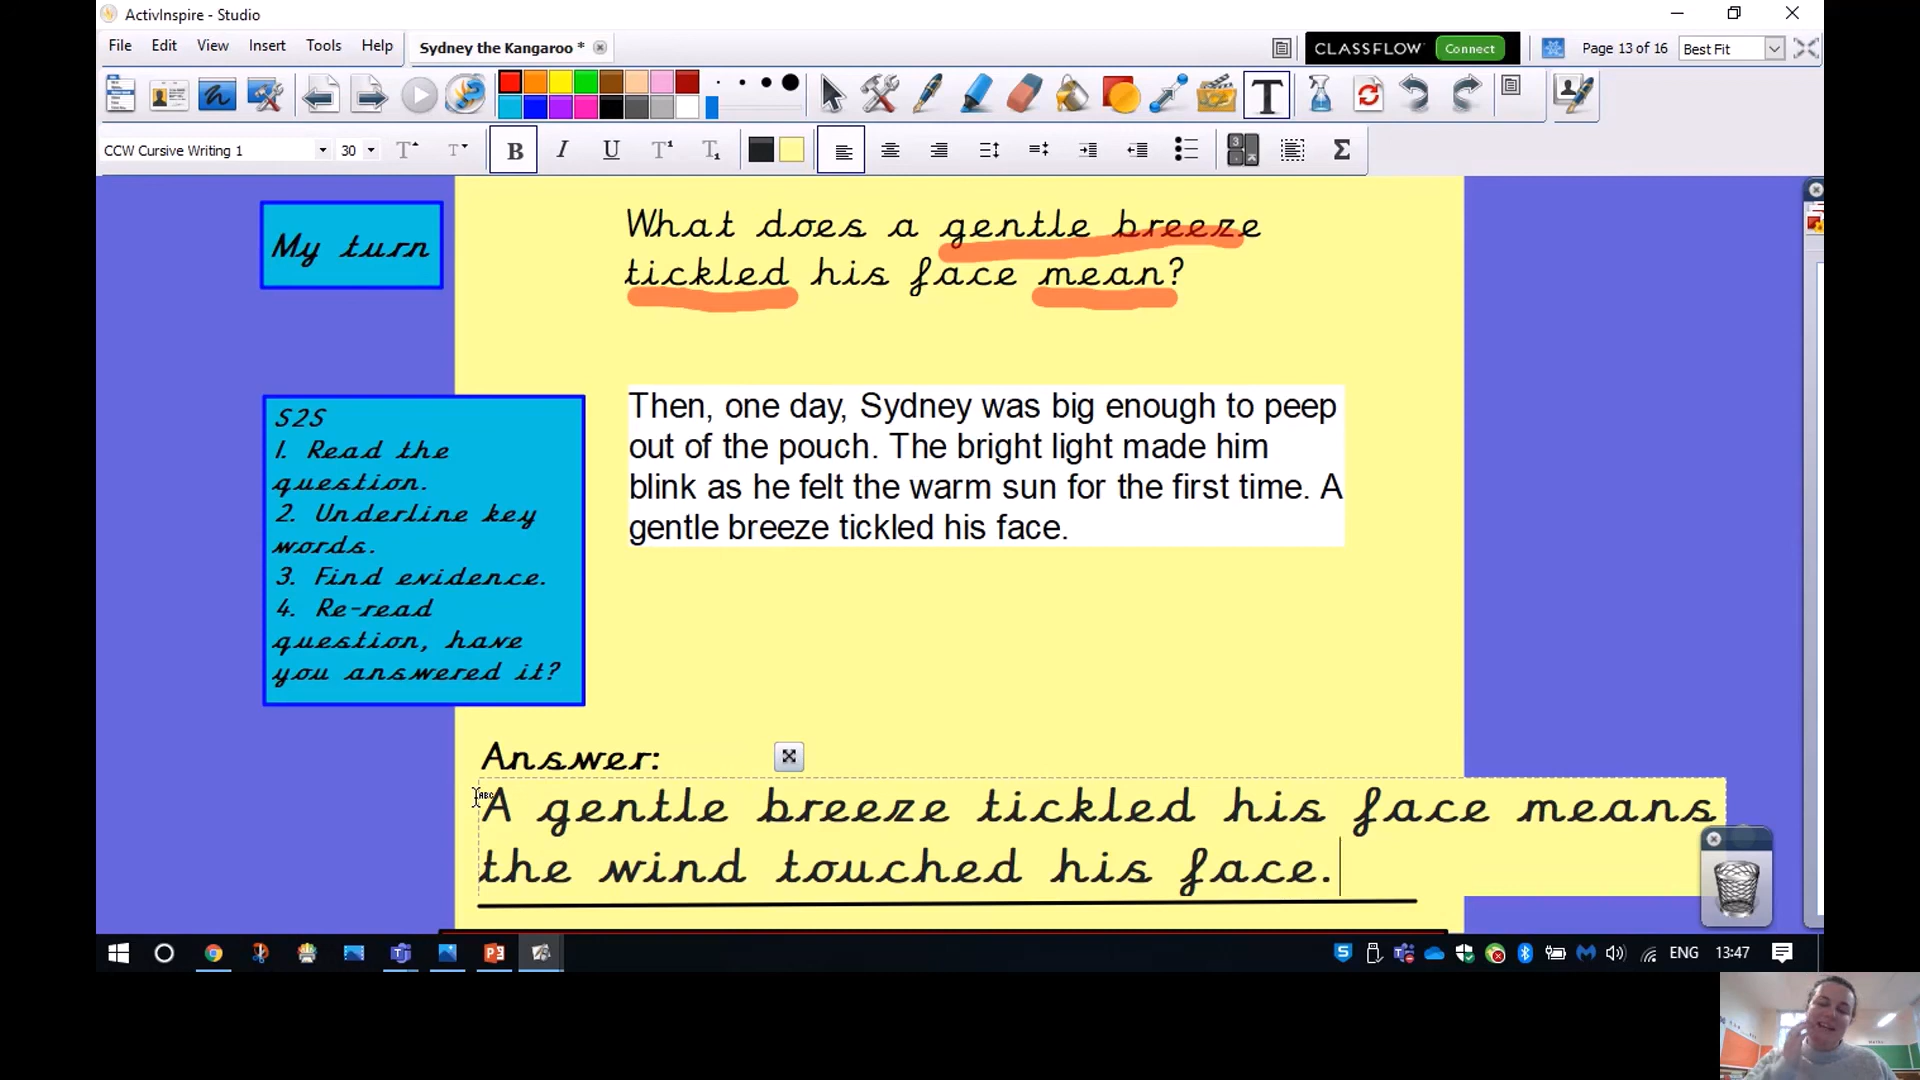 ActivInspire - Studio
File Edit View Insert Tools Help
Sydney the Kangaroo *
CLASSFLOW Connect
Page 13 of 16
Best Fit
CCW Cursive Writing 1
30
B I U
My turn
What does a gentle breeze
tickled his face mean?
S2S
1. Read the
question.
2. Underline key
words.
3. Find evidence.
4. Re-read
question, have
you answered it?
Then, one day, Sydney was big enough to peep
out of the pouch. The bright light made him
blink as he felt the warm sun for the first time. A
gentle breeze tickled his face.
Answer:
A gentle breeze tickled his face means
the wind touched his face.
ENG 13:47